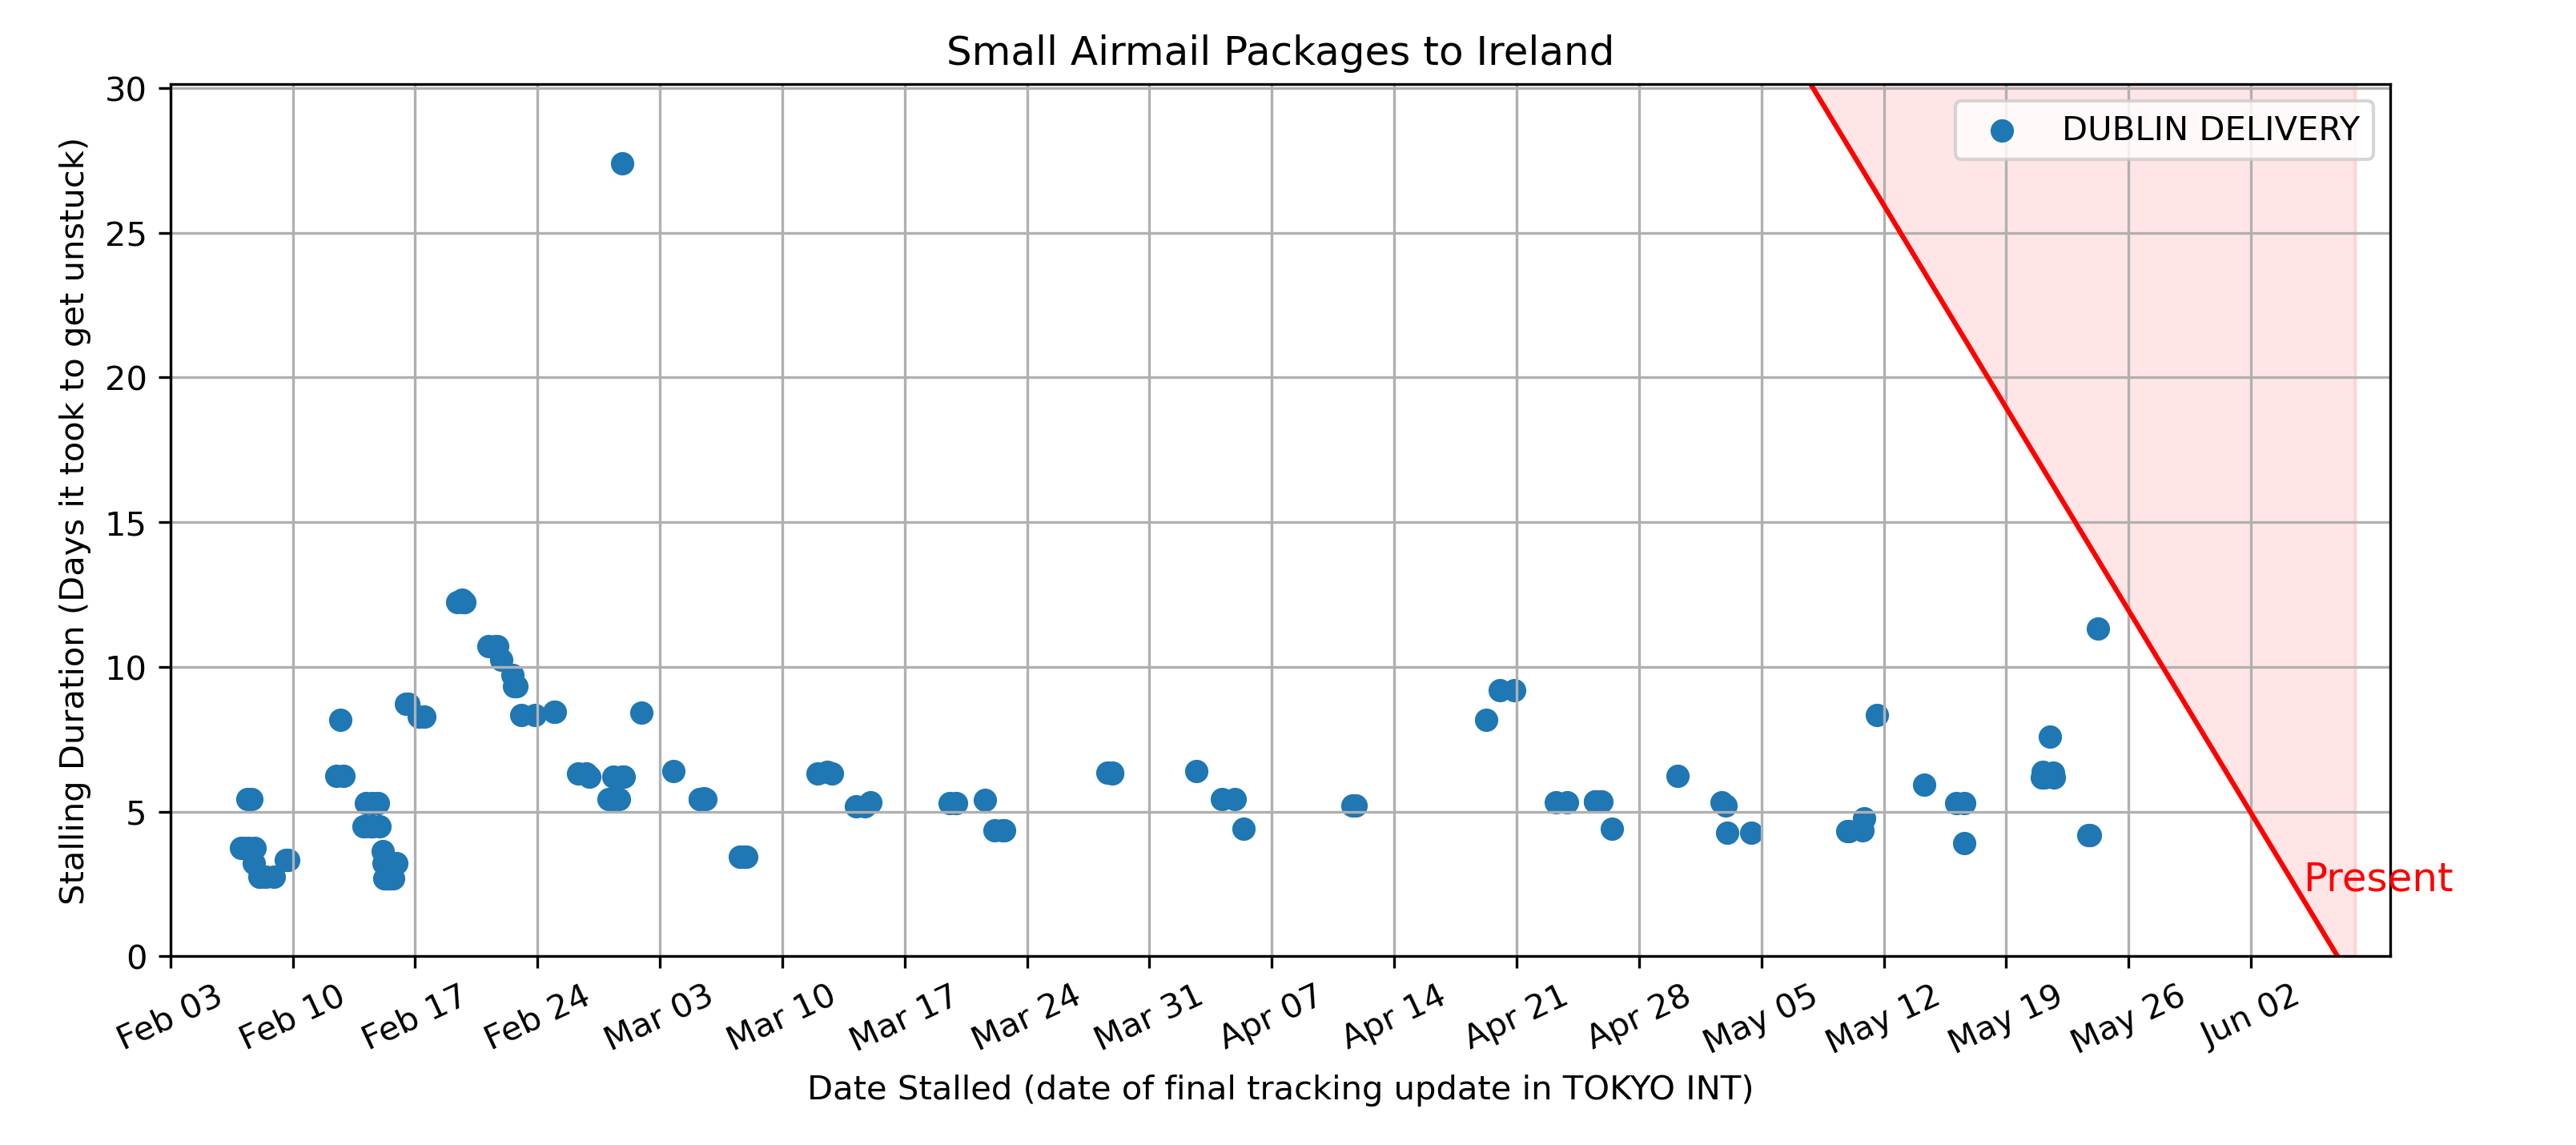 Small Airmail Packages to Ireland
Stalling Duration (Days it took to get unstuck)
30
25
20
15
10
5
0
DUBLIN DELIVERY
Present
Feb 03
Feb 10
Feb 17
Feb 24
Mar 03
Mar 10
Mar 17
Mar 24
Mar 31
Apr 07
Apr 14
Apr 21
Apr 28
May 05
May 12
May 19
May 26
Jun 02
Date Stalled (date of final tracking update in TOKYO INT)